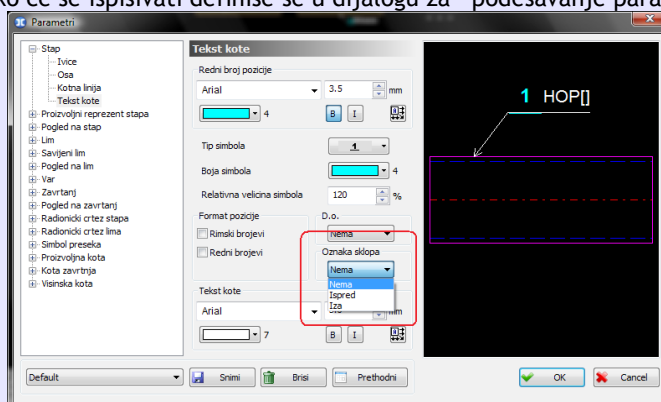 ko će se ispisivati definiše se u dijalogu za "podešavanje para
Parametri
Stap
Ivice
Osa
Kotna linija
Tekst kote
Proizvoljni reprezent stapa
Pogled na stap
Lim
Savijeni lim
Pogled na lim
Var
Zavrtanj
Pogled na zavrtanj
Radionicki crtez stapa
Radionicki crtez lima
Simbol preseka
Proizvoljna kota
Kota zavrtnja
Visinska kota
Tekst kote
Redni broj pozicije
Arial 3.5 mm
4 B I
Tip simbola 1
Boja simbola 4
Relativna velicina simbola 120 %
Format pozicije D.o.
Rimski brojevi Nema
Redni brojevi Oznaka sklopa
Nema
Nema
Ispred
Iza
Tekst kote
Arial mm
7 B I
1 HOP[]
Default Snimi Brisi Prethodni OK Cancel